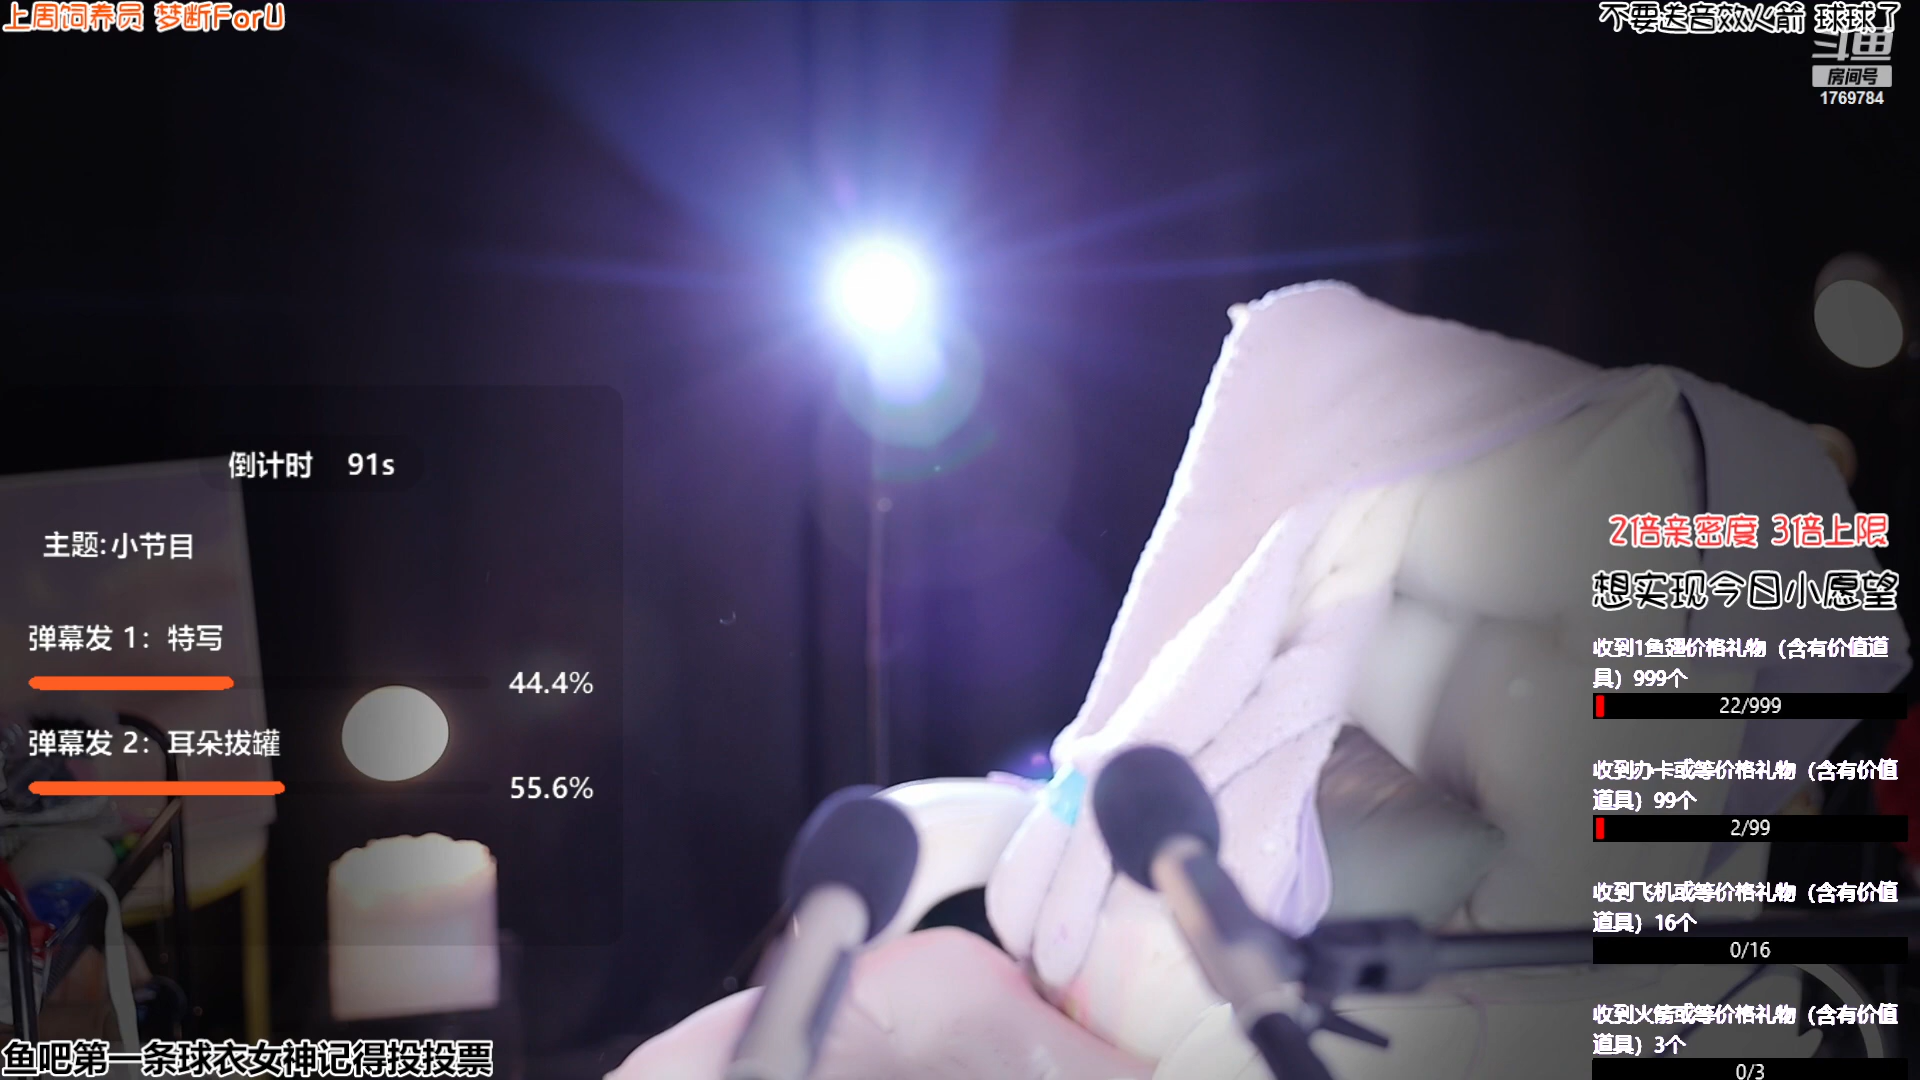 上周饲养员 梦断ForU
不要送音效火箭 球球了
斗鱼
房间号
1769784
倒计时 91s
主题:小节目
弹幕发 1：特写
44.4%
弹幕发 2：耳朵拔罐
55.6%
2倍亲密度 3倍上限
想实现今日小愿望
收到1鱼翅价格礼物（含有价值道
具）999个
22/999
收到办卡或等价格礼物（含有价值
道具）99个
2/99
收到飞机或等价格礼物（含有价值
道具）16个
0/16
收到火箭或等价格礼物（含有价值
道具）3个
0/3
鱼吧第一条球衣女神记得投投票